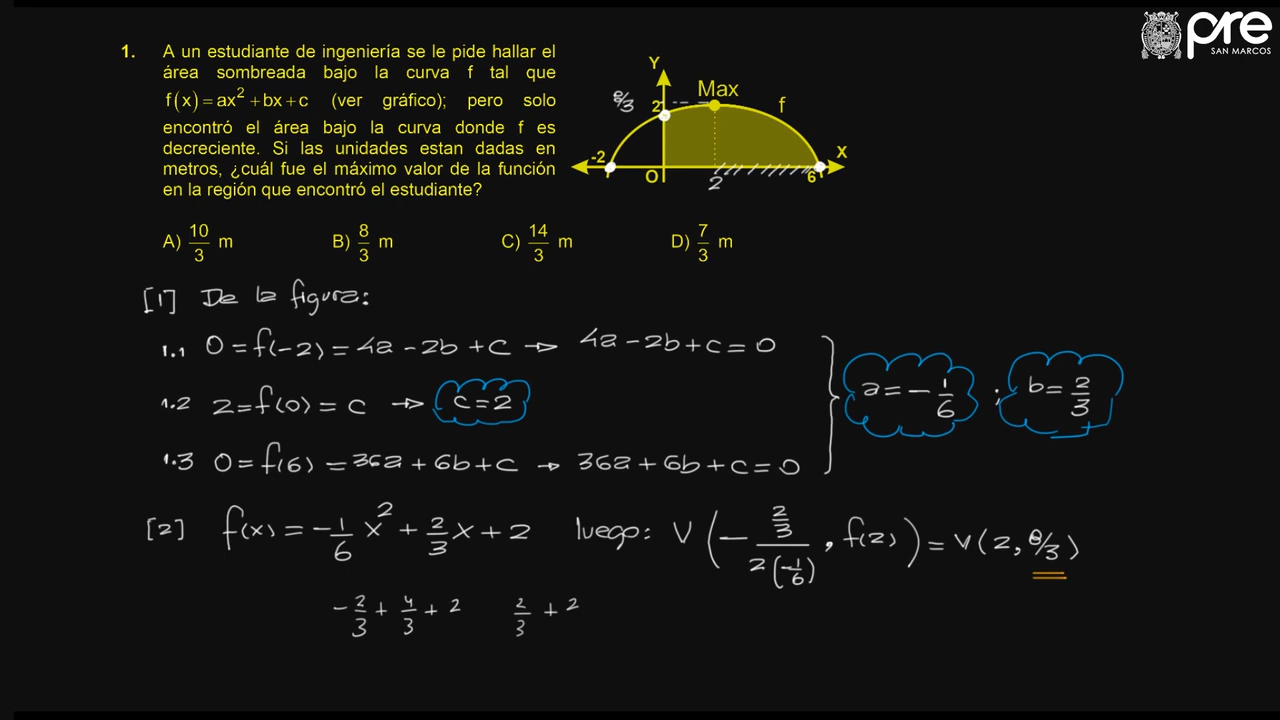 pre
SAN MARCOS
1. A un estudiante de ingeniería se le pide hallar el
área sombreada bajo la curva f tal que
f(x)=ax²+bx+c (ver gráfico); pero solo
encontró el área bajo la curva donde f es
decreciente. Si las unidades estan dadas en
metros, ¿cuál fue el máximo valor de la función
en la región que encontró el estudiante?
Y
Max
8/3 2 f
-2 X
O 2 6
A) 10/3 m B) 8/3 m C) 14/3 m D) 7/3 m
[1] De la figura:
1.1 0=f(-2)=4a-2b+c → 4a-2b+c=0
1.2 2=f(0)=c → c=2
a=-1/6 ; b=2/3
1.3 0=f(6)=36a+6b+c → 36a+6b+c=0
[2] f(x)=-1/6 x²+2/3 x+2 luego: V(-(2/3)/(2(-1/6)), f(2))=V(2, 8/3)
-2/3+4/3+2 2/3+2